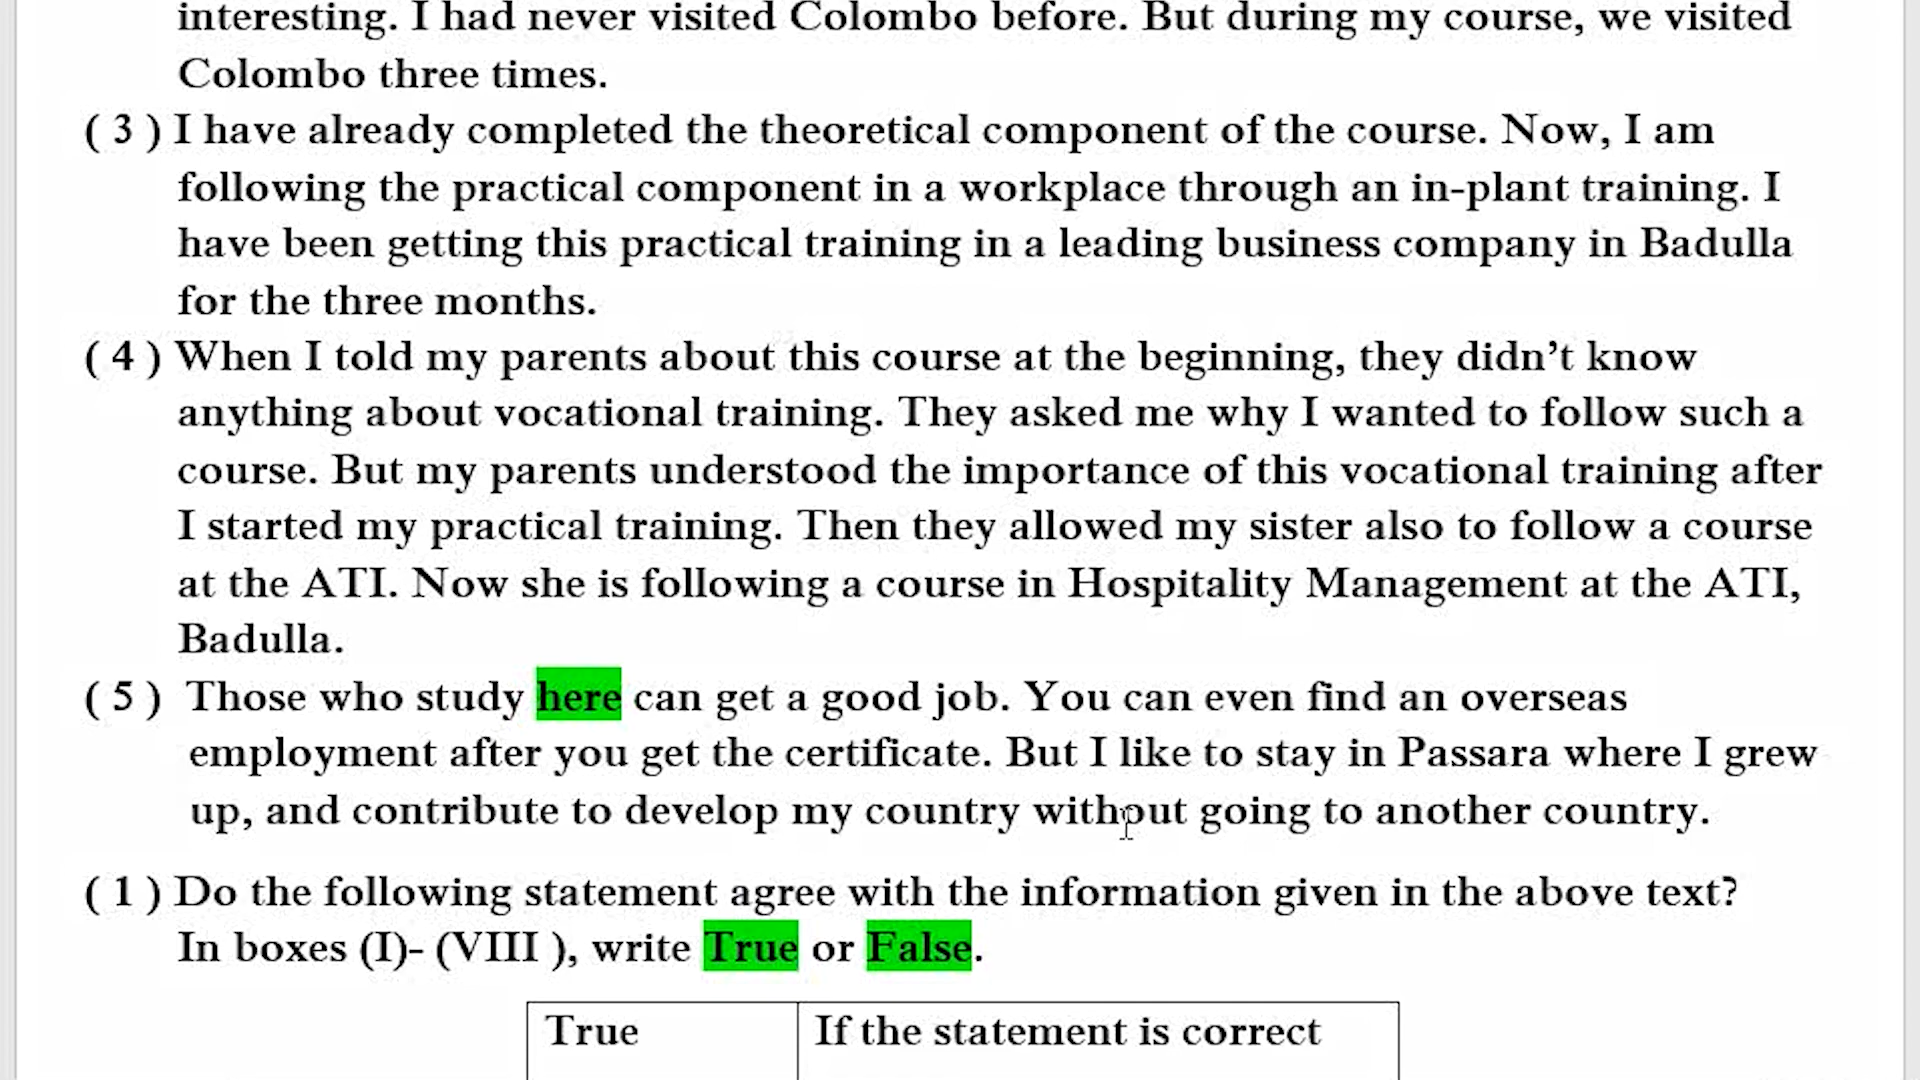 interesting. I had never visited Colombo before. But during my course, we visited
Colombo three times.
( 3 ) I have already completed the theoretical component of the course. Now, I am
following the practical component in a workplace through an in-plant training. I
have been getting this practical training in a leading business company in Badulla
for the three months.
( 4 ) When I told my parents about this course at the beginning, they didn’t know
anything about vocational training. They asked me why I wanted to follow such a
course. But my parents understood the importance of this vocational training after
I started my practical training. Then they allowed my sister also to follow a course
at the ATI. Now she is following a course in Hospitality Management at the ATI,
Badulla.
( 5 ) Those who study here can get a good job. You can even find an overseas
employment after you get the certificate. But I like to stay in Passara where I grew
up, and contribute to develop my country without going to another country.
( 1 ) Do the following statement agree with the information given in the above text?
In boxes (I)- (VIII ), write True or False.
True If the statement is correct